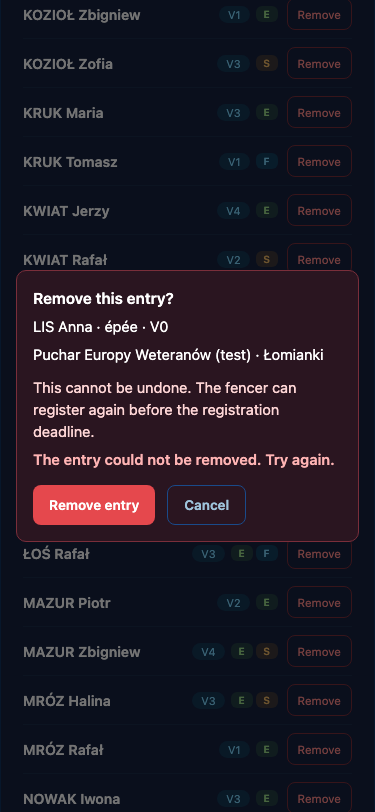 KOZIOŁ Zbigniew V1 E Remove
KOZIOŁ Zofia V3 S Remove
KRUK Maria V3 E Remove
KRUK Tomasz V1 F Remove
KWIAT Jerzy V4 E Remove
KWIAT Rafał V2 S Remove
Remove this entry?
LIS Anna · épée · V0
Puchar Europy Weteranów (test) · Łomianki
This cannot be undone. The fencer can
register again before the registration
deadline.
The entry could not be removed. Try again.
Remove entry Cancel
ŁOŚ Rafał V3 E F Remove
MAZUR Piotr V2 E Remove
MAZUR Zbigniew V4 E S Remove
MRÓZ Halina V3 E S Remove
MRÓZ Rafał V1 E Remove
NOWAK Iwona V3 E Remove